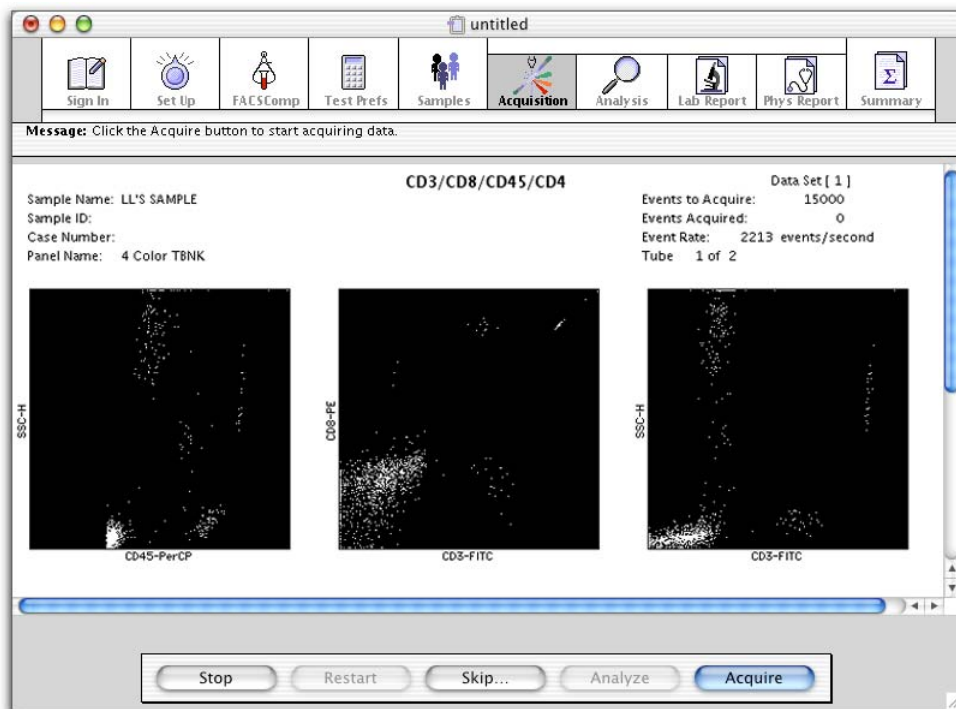 untitled
Sign In
Set Up
FACSComp
Test Prefs
Samples
Acquisition
Analysis
Lab Report
Phys Report
Summary
Message: Click the Acquire button to start acquiring data.
CD3/CD8/CD45/CD4
Data Set [ 1 ]
Sample Name: LL'S SAMPLE
Sample ID:
Case Number:
Panel Name: 4 Color TBNK
Events to Acquire: 15000
Events Acquired: 0
Event Rate: 2213 events/second
Tube 1 of 2
SSC-H
CD45-PerCP
CD8-PE
CD3-FITC
SSC-H
CD3-FITC
Stop
Restart
Skip...
Analyze
Acquire